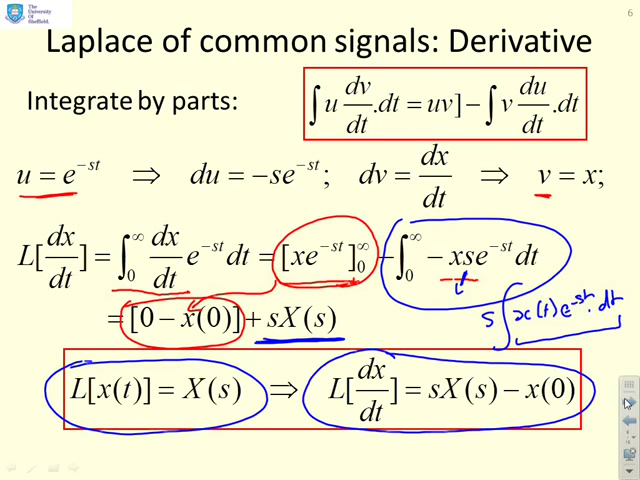 The University Of Sheffield.
6
Laplace of common signals: Derivative
Integrate by parts: ∫ u dv/dt .dt = uv] − ∫ v du/dt .dt
u = e^{−st} ⇒ du = −se^{−st}; dv = dx/dt ⇒ v = x;
L[dx/dt] = ∫_0^∞ dx/dt e^{−st} dt = [xe^{−st}]_0^∞ − ∫_0^∞ − xse^{−st} dt
= [0 − x(0)] + sX(s)
s ∫ x(t) e^{−st} . dt
L[x(t)] = X(s) ⇒ L[dx/dt] = sX(s) − x(0)